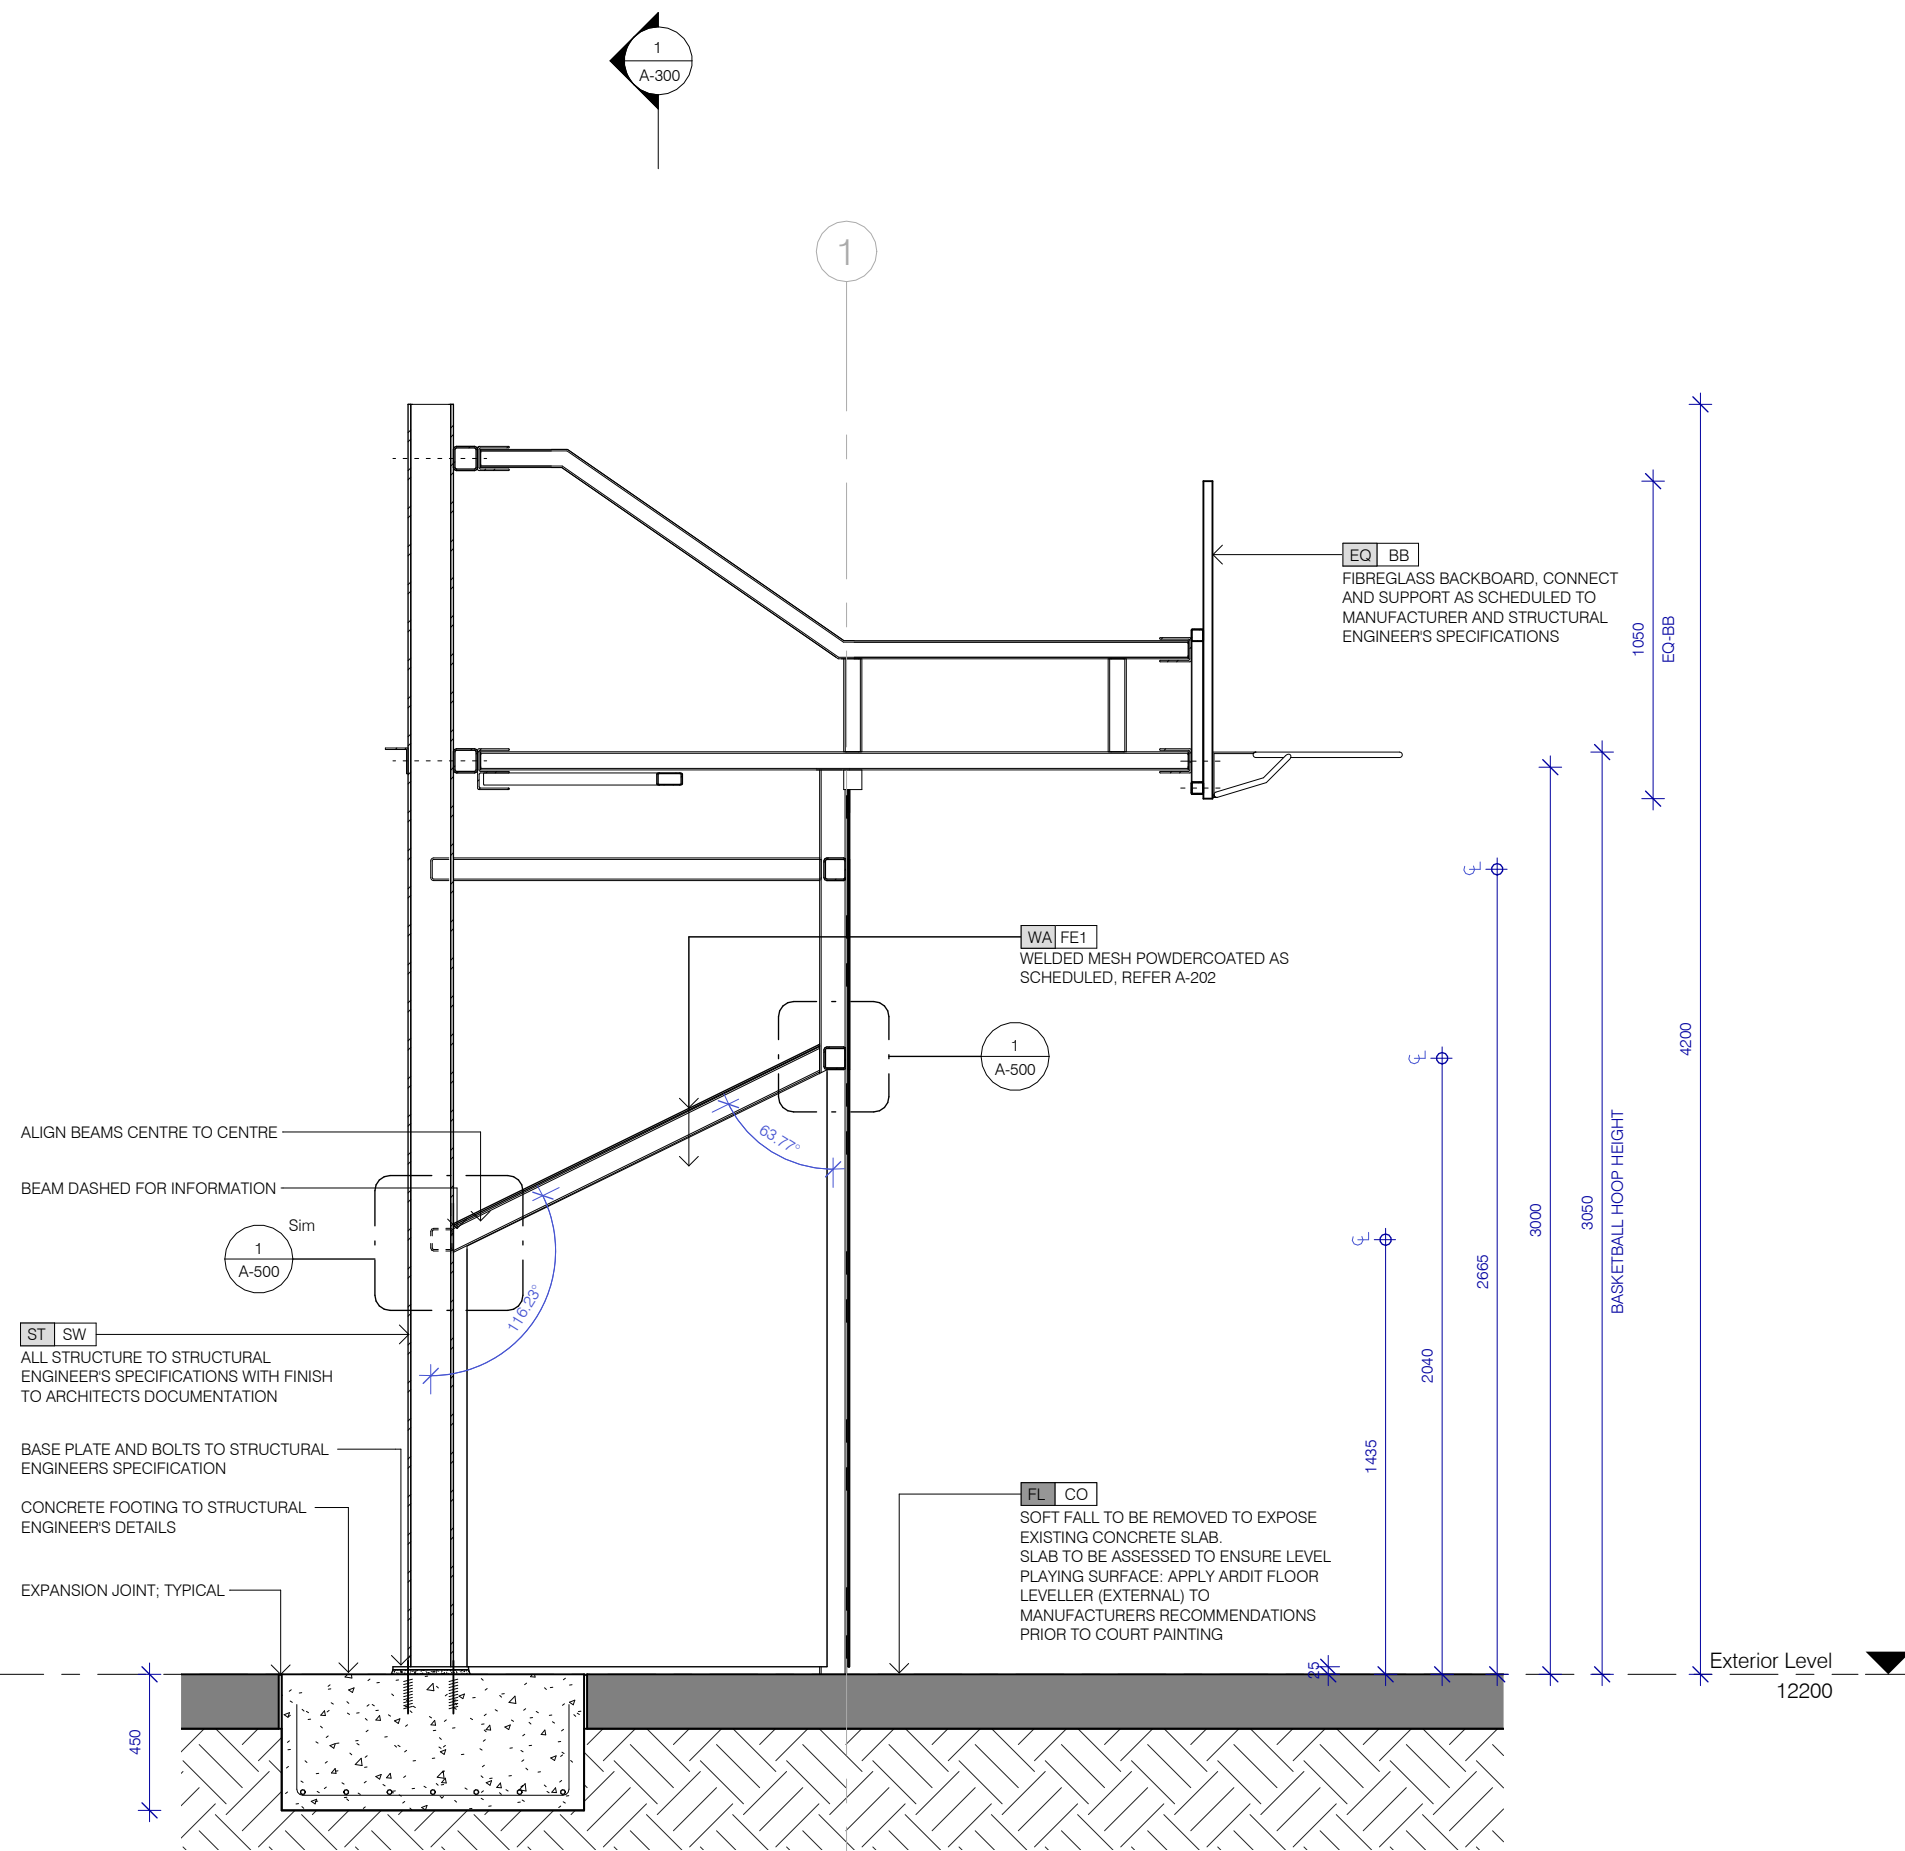 1
A-300
1
EQ BB
FIBREGLASS BACKBOARD, CONNECT
AND SUPPORT AS SCHEDULED TO
MANUFACTURER AND STRUCTURAL
ENGINEER'S SPECIFICATIONS
1050
EQ-BB
4200
WA FE1
WELDED MESH POWDERCOATED AS
SCHEDULED, REFER A-202
1
A-500
63.77°
ALIGN BEAMS CENTRE TO CENTRE
BEAM DASHED FOR INFORMATION
Sim
1
A-500
116.23°
ST SW
ALL STRUCTURE TO STRUCTURAL
ENGINEER'S SPECIFICATIONS WITH FINISH
TO ARCHITECTS DOCUMENTATION
BASE PLATE AND BOLTS TO STRUCTURAL
ENGINEERS SPECIFICATION
CONCRETE FOOTING TO STRUCTURAL
ENGINEER'S DETAILS
EXPANSION JOINT; TYPICAL
450
FL CO
SOFT FALL TO BE REMOVED TO EXPOSE
EXISTING CONCRETE SLAB.
SLAB TO BE ASSESSED TO ENSURE LEVEL
PLAYING SURFACE: APPLY ARDIT FLOOR
LEVELLER (EXTERNAL) TO
MANUFACTURERS RECOMMENDATIONS
PRIOR TO COURT PAINTING
25
℄
1435
℄
2040
℄
2665
3000
3050
BASKETBALL HOOP HEIGHT
Exterior Level
12200